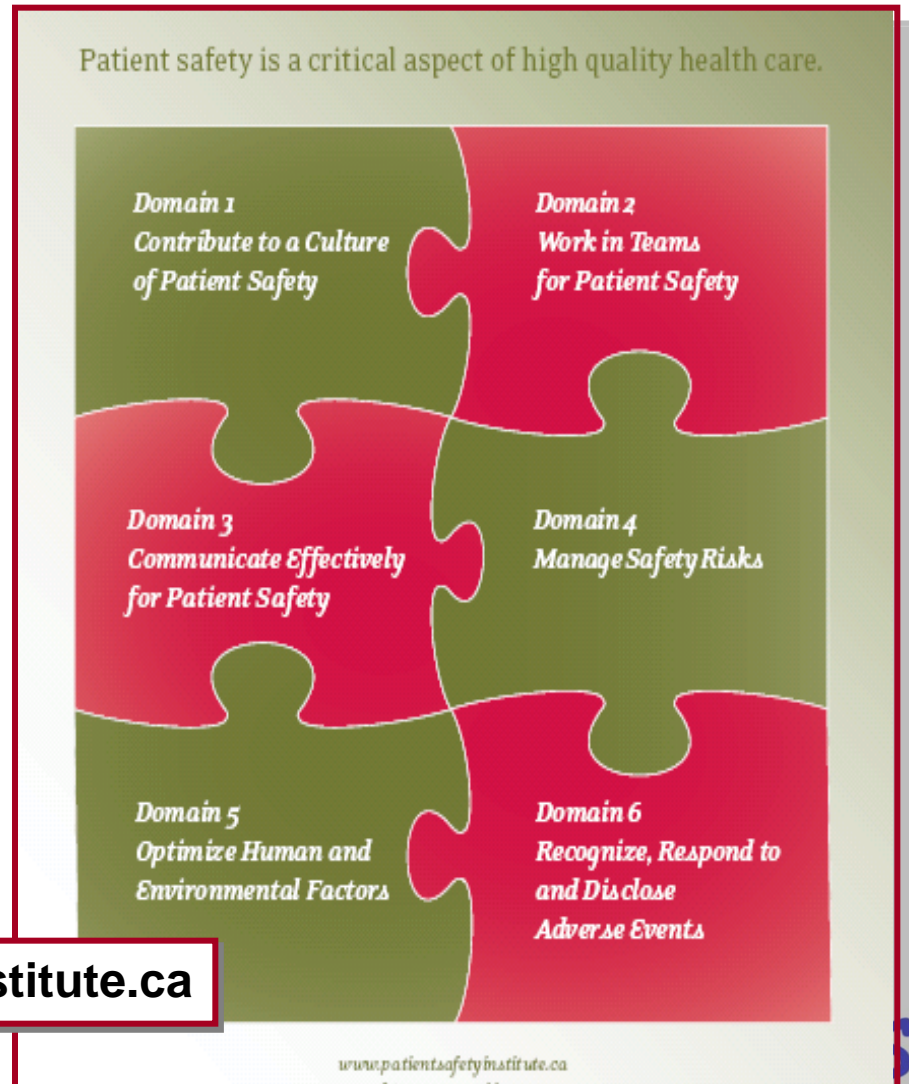 Patient safety is a critical aspect of high quality health care.
Domain 1
Contribute to a Culture
of Patient Safety
Domain 2
Work in Teams
for Patient Safety
Domain 3
Communicate Effectively
for Patient Safety
Domain 4
Manage Safety Risks
Domain 5
Optimize Human and
Environmental Factors
Domain 6
Recognize, Respond to
and Disclose
Adverse Events
stitute.ca
www.patientsafetyinstitute.ca